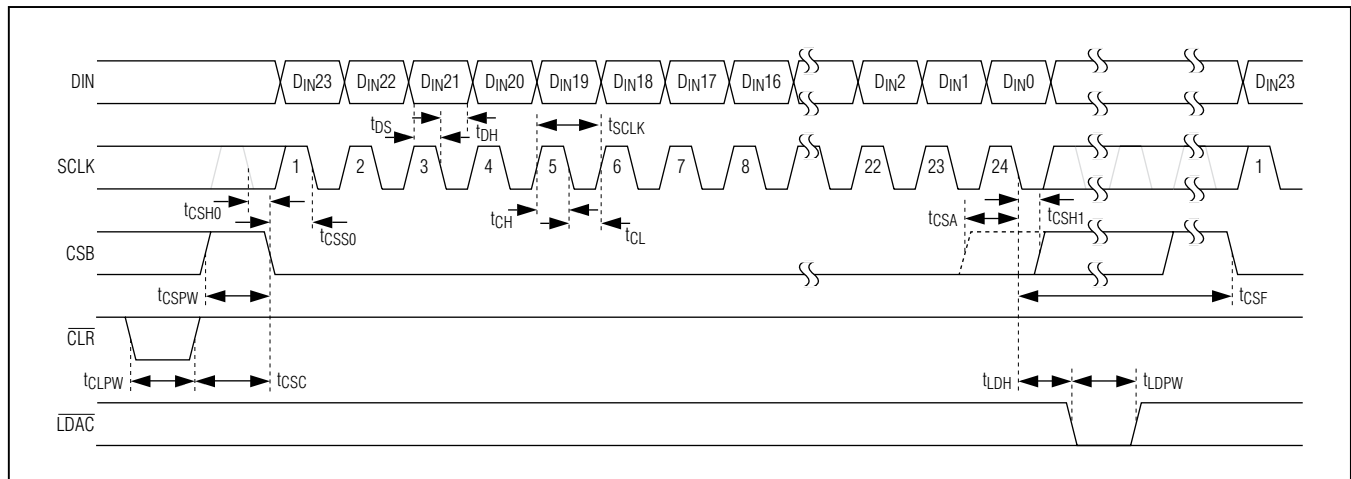 DIN DIN23 DIN22 DIN21 DIN20 DIN19 DIN18 DIN17 DIN16 DIN2 DIN1 DIN0 DIN23
tDS tDH tSCLK
SCLK 1 2 3 4 5 6 7 8 22 23 24 1
tCSH0 tCSS0 tCH tCL tCSA tCSH1
CSB
tCSPW tCSF
CLR
tCLPW tCSC tLDH tLDPW
LDAC